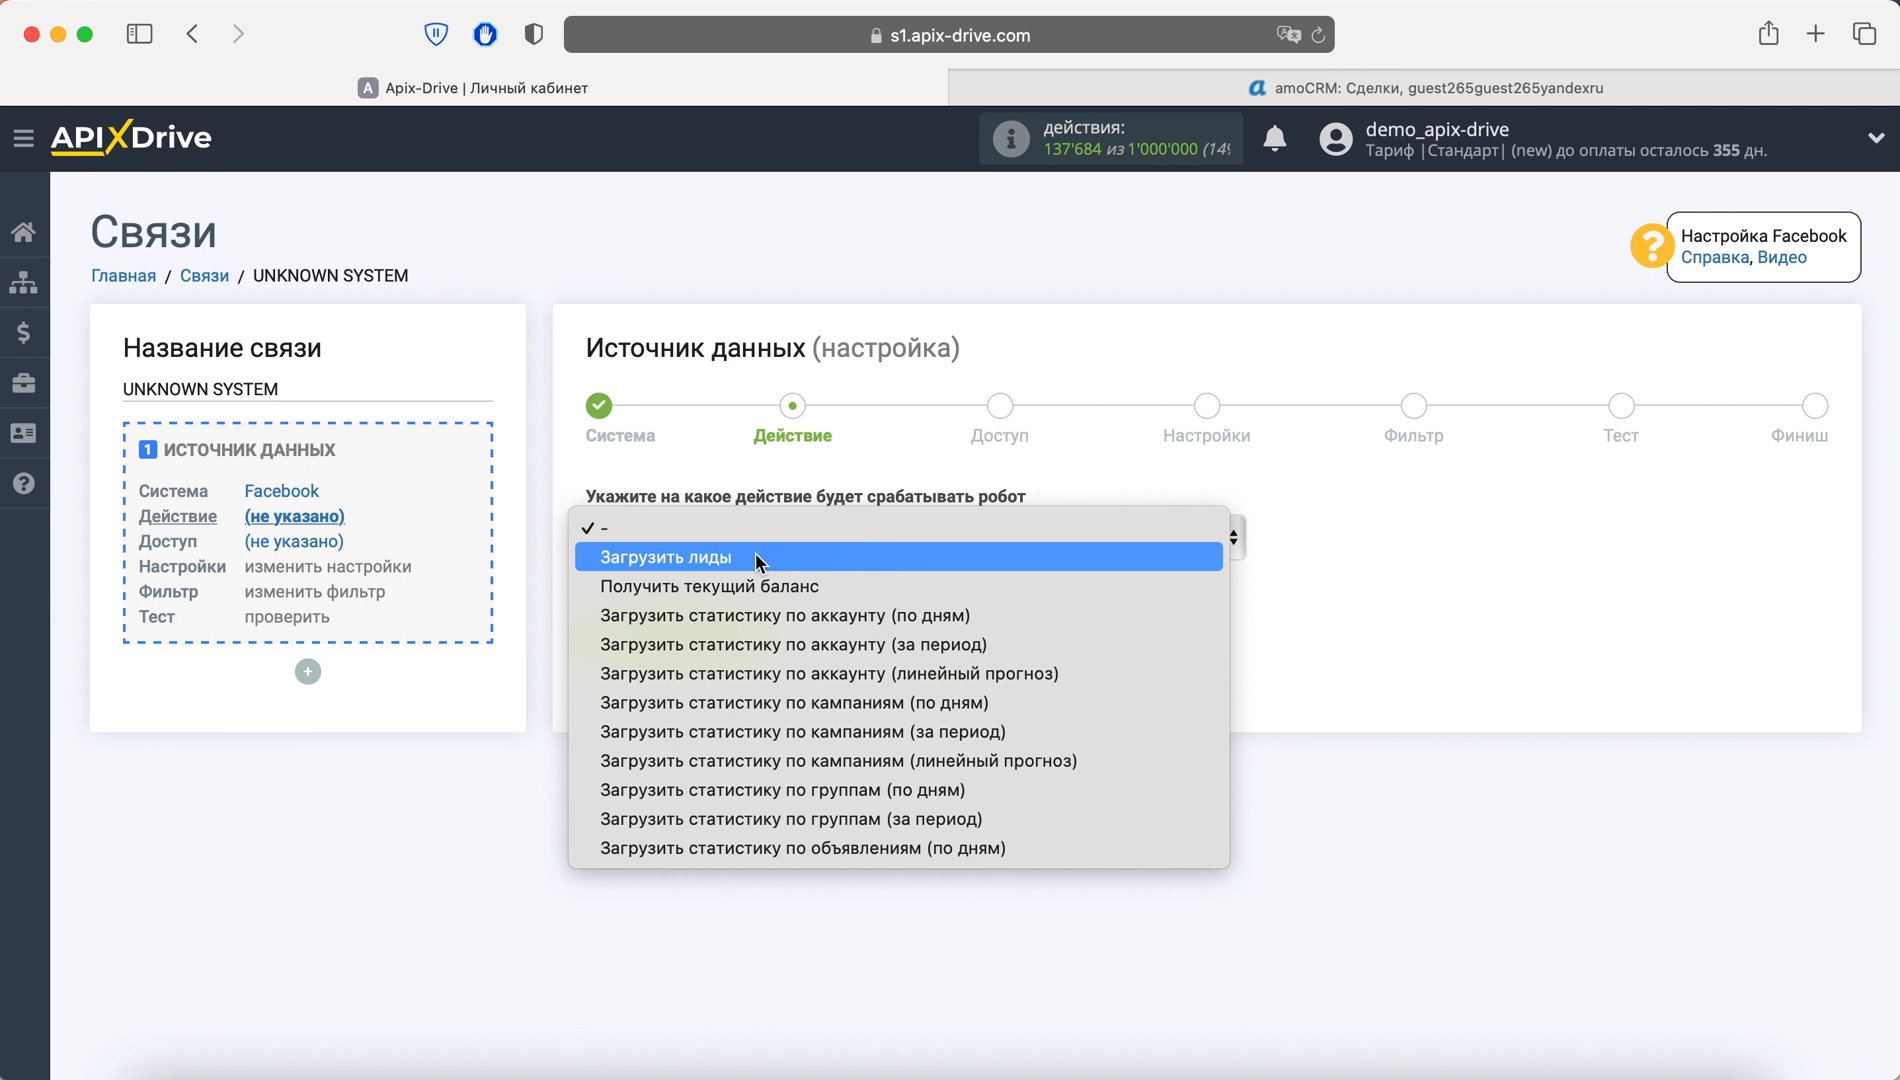 s1.apix-drive.com
A Apix-Drive | Личный кабинет
amoCRM: Сделки, guest265guest265yandexru
APIXDrive
действия:
137'684 из 1'000'000 (14%
demo_apix-drive
Тариф |Стандарт| (new) до оплаты осталось 355 дн.
Связи
Главная / Связи / UNKNOWN SYSTEM
Настройка Facebook
Справка, Видео
Название связи
UNKNOWN SYSTEM
1 ИСТОЧНИК ДАННЫХ
Система Facebook
Действие (не указано)
Доступ (не указано)
Настройки изменить настройки
Фильтр изменить фильтр
Тест проверить
Источник данных (настройка)
Система
Действие
Доступ
Настройки
Фильтр
Тест
Финиш
Укажите на какое действие будет срабатывать робот
-
Загрузить лиды
Получить текущий баланс
Загрузить статистику по аккаунту (по дням)
Загрузить статистику по аккаунту (за период)
Загрузить статистику по аккаунту (линейный прогноз)
Загрузить статистику по кампаниям (по дням)
Загрузить статистику по кампаниям (за период)
Загрузить статистику по кампаниям (линейный прогноз)
Загрузить статистику по группам (по дням)
Загрузить статистику по группам (за период)
Загрузить статистику по объявлениям (по дням)